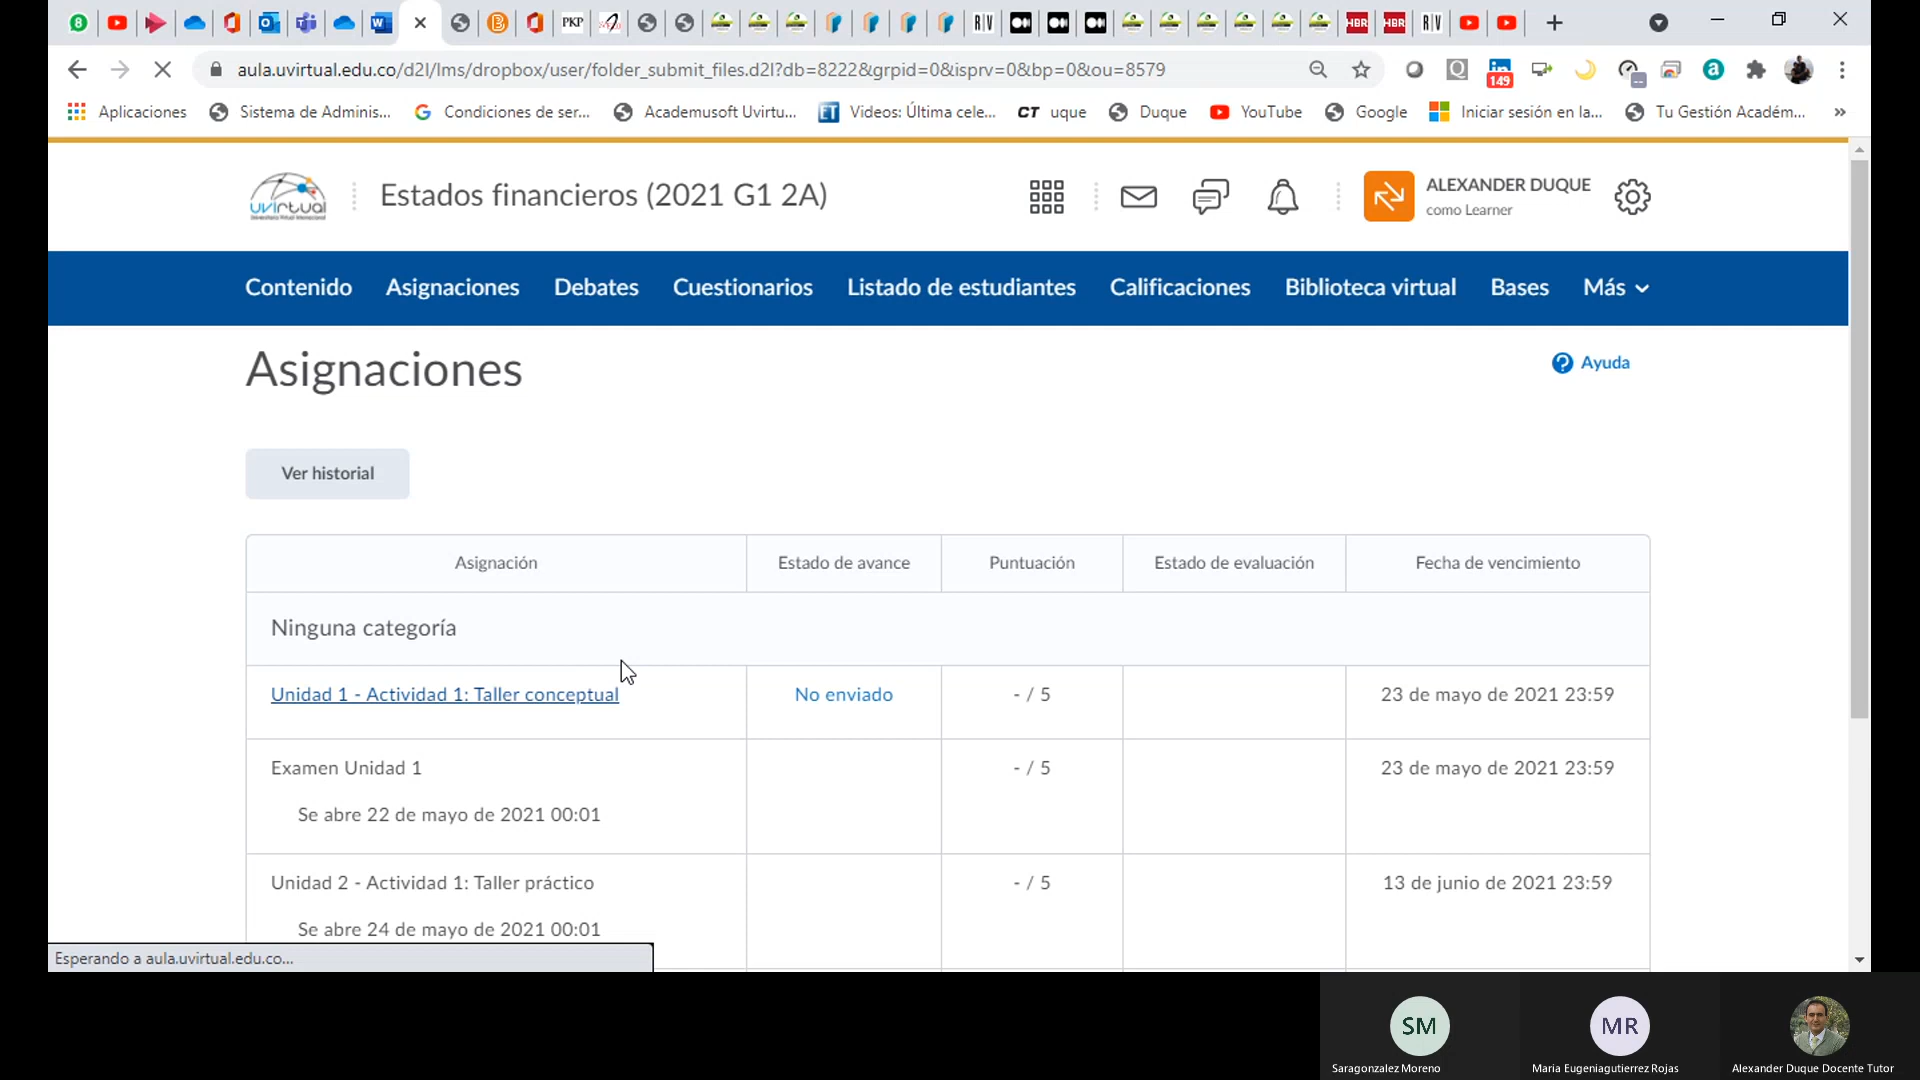 8
PKP
R|V
HBR
HBR
R|V
aula.uvirtual.edu.co/d2l/lms/dropbox/user/folder_submit_files.d2l?db=8222&grpid=0&isprv=0&bp=0&ou=8579
149
Aplicaciones
Sistema de Adminis...
Condiciones de ser...
Academusoft Uvirtu...
ET Videos: Última cele...
CT uque
Duque
YouTube
Google
Iniciar sesión en la...
Tu Gestión Académ...
»
uvirtual
Estados financieros (2021 G1 2A)
ALEXANDER DUQUE
como Learner
Contenido
Asignaciones
Debates
Cuestionarios
Listado de estudiantes
Calificaciones
Biblioteca virtual
Bases
Más
Asignaciones
Ayuda
Ver historial
Asignación
Estado de avance
Puntuación
Estado de evaluación
Fecha de vencimiento
Ninguna categoría
Unidad 1 - Actividad 1: Taller conceptual
No enviado
- / 5
23 de mayo de 2021 23:59
Examen Unidad 1
- / 5
23 de mayo de 2021 23:59
Se abre 22 de mayo de 2021 00:01
Unidad 2 - Actividad 1: Taller práctico
- / 5
13 de junio de 2021 23:59
Se abre 24 de mayo de 2021 00:01
Esperando a aula.uvirtual.edu.co...
SM
MR
Saragonzalez Moreno
Maria Eugeniagutierrez Rojas
Alexander Duque Docente Tutor